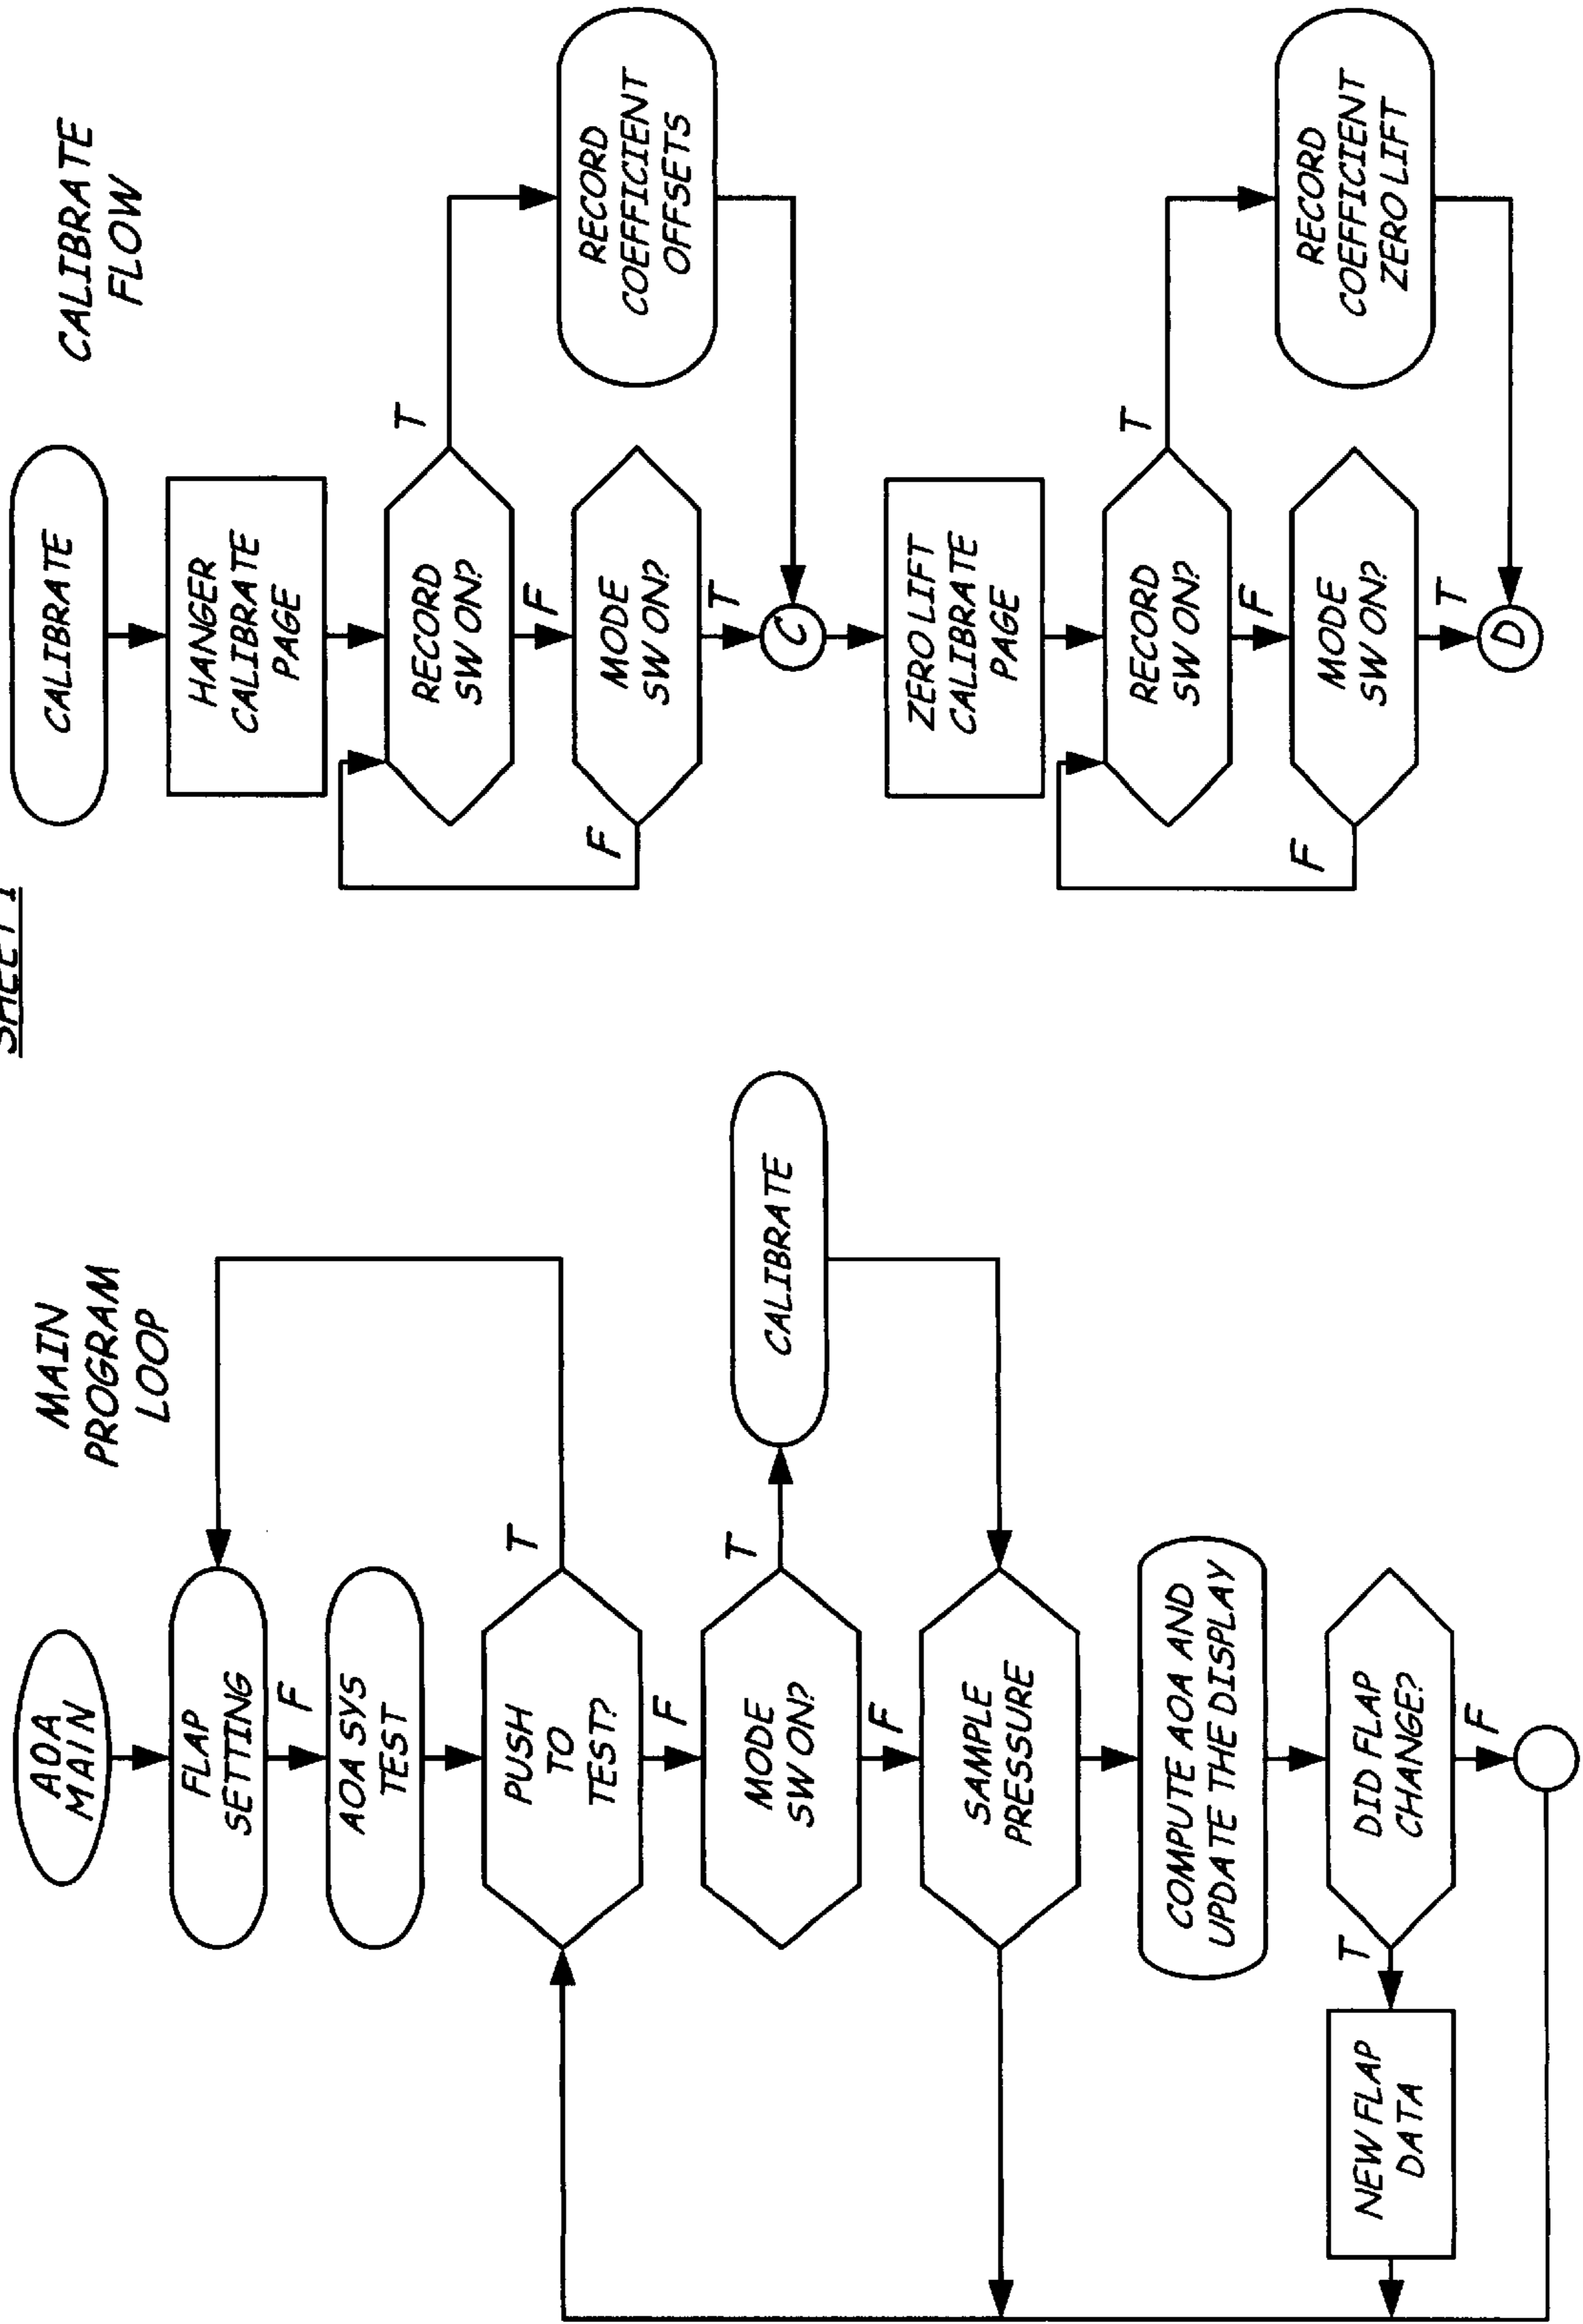 SHEET 1
MAIN
PROGRAM
LOOP
AOA
MAIN
FLAP
SETTING
F
AOA SYS
TEST
PUSH
TO
TEST?
T
F
MODE
SW ON?
T
CALIBRATE
F
SAMPLE
PRESSURE
COMPUTE AOA AND
UPDATE THE DISPLAY
DID FLAP
CHANGE?
T
NEW FLAP
DATA
F
CALIBRATE
FLOW
CALIBRATE
HANGER
CALIBRATE
PAGE
RECORD
SW ON?
T
RECORD
COEFFICIENT
OFFSETS
F
MODE
SW ON?
F
T
C
ZERO LIFT
CALIBRATE
PAGE
RECORD
SW ON?
T
RECORD
COEFFICIENT
ZERO LIFT
F
MODE
SW ON?
F
T
D